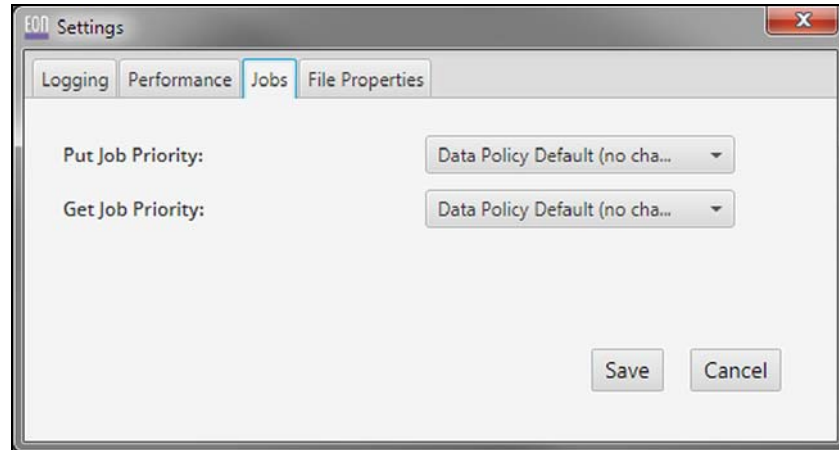 EON Settings
Logging Performance Jobs File Properties
Put Job Priority: Data Policy Default (no cha...
Get Job Priority: Data Policy Default (no cha...
Save Cancel